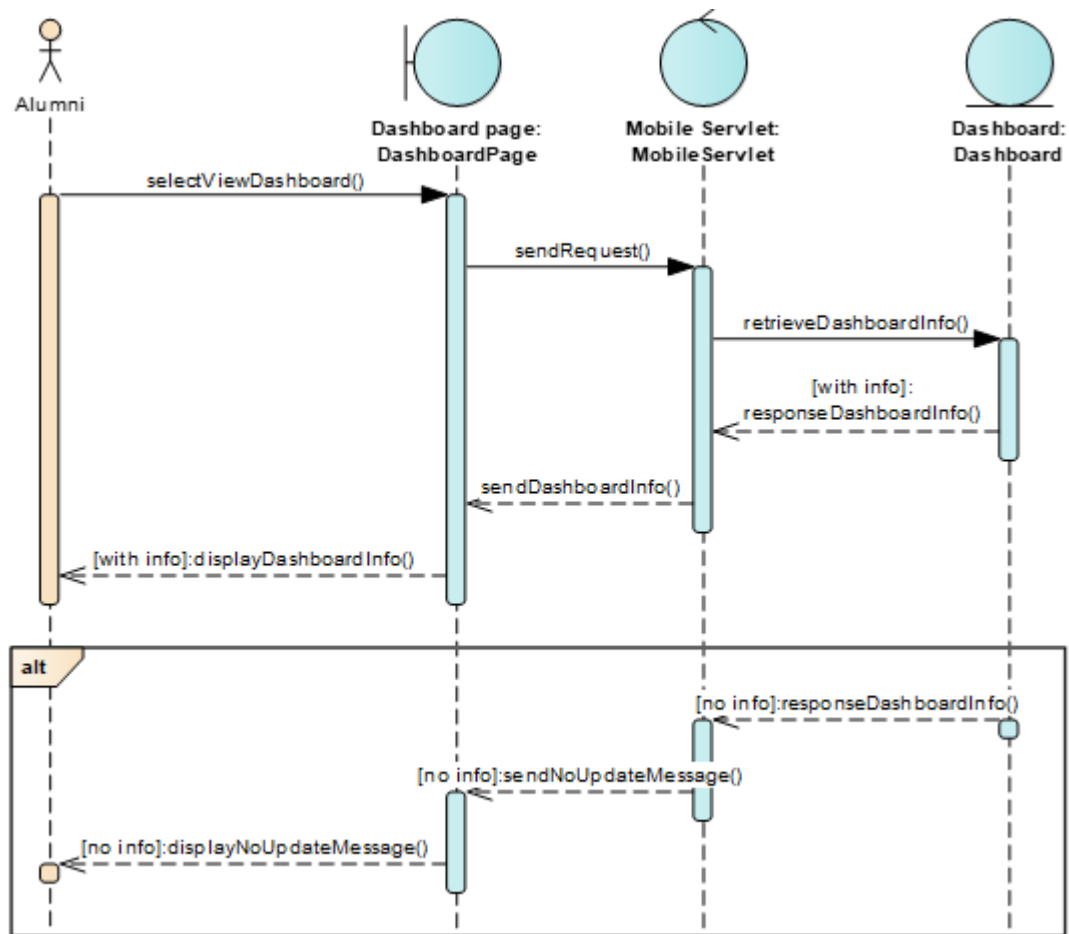 Alumni
Dashboard page:
DashboardPage
Mobile Servlet:
MobileServlet
Dashboard:
Dashboard
selectViewDashboard()
sendRequest()
retrieveDashboardInfo()
[with info]:
responseDashboardInfo()
sendDashboardInfo()
[with info]:displayDashboardInfo()
alt
[no info]:responseDashboardInfo()
[no info]:sendNoUpdateMessage()
[no info]:displayNoUpdateMessage()